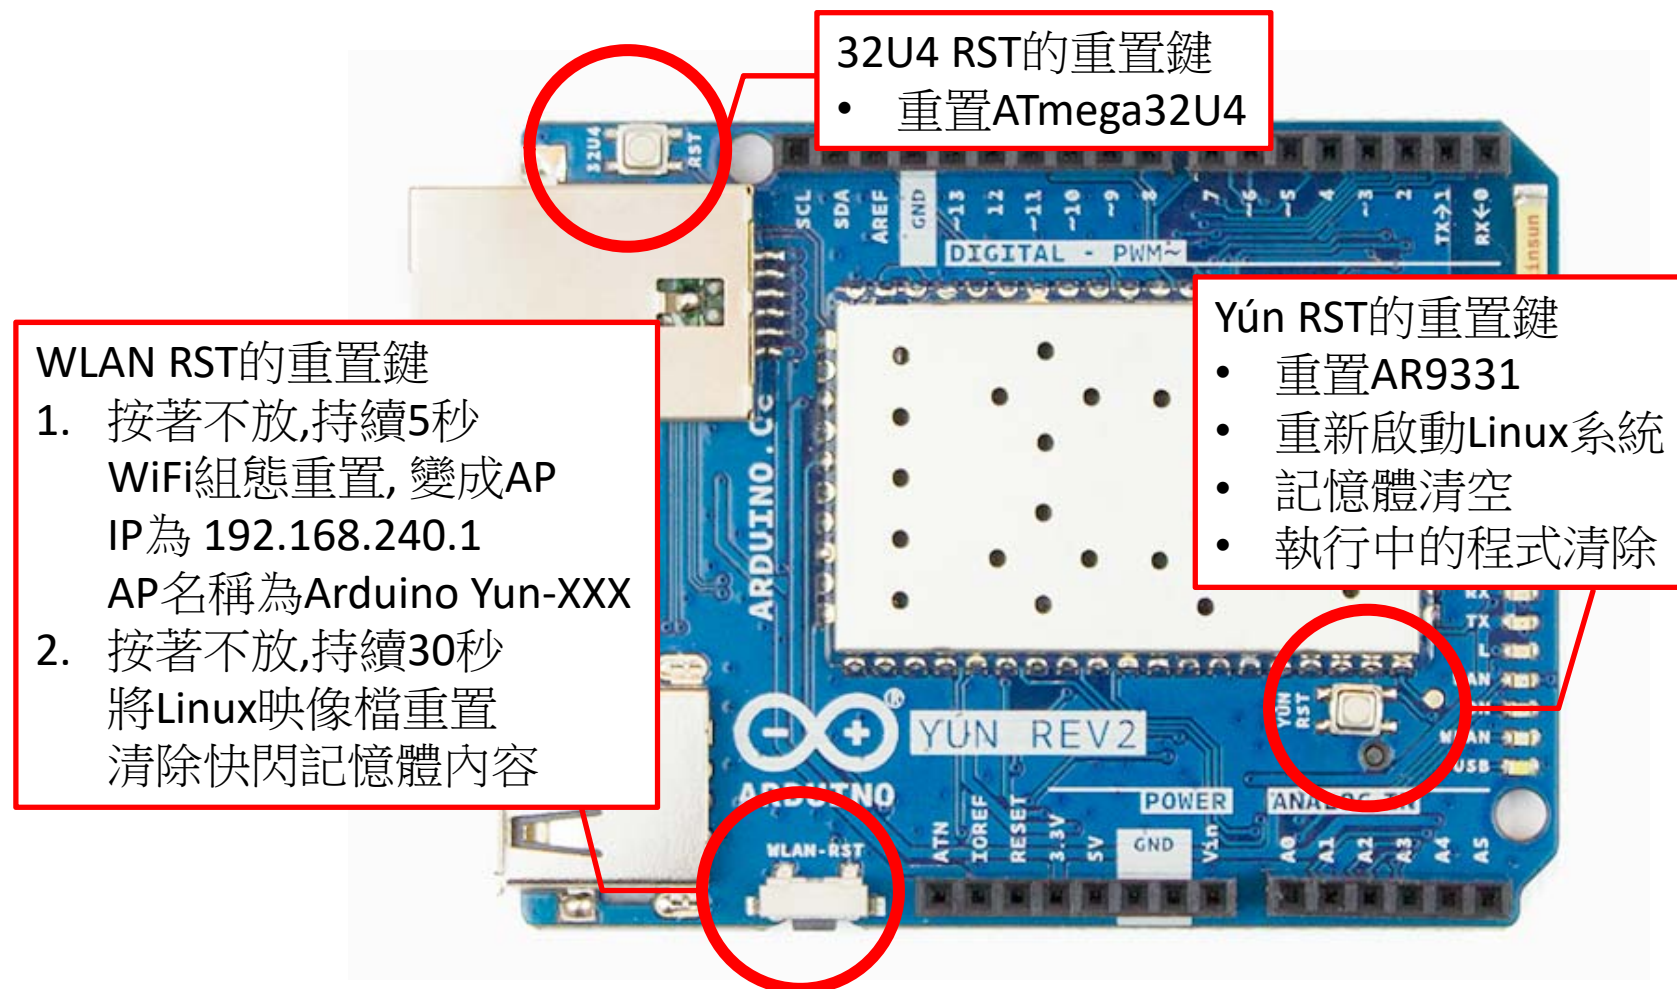 32U4 RST的重置鍵
• 重置ATmega32U4
WLAN RST的重置鍵
1. 按著不放,持續5秒
WiFi組態重置, 變成AP
IP為 192.168.240.1
AP名稱為Arduino Yun-XXX
2. 按著不放,持續30秒
將Linux映像檔重置
清除快閃記憶體內容
Yún RST的重置鍵
• 重置AR9331
• 重新啟動Linux系統
• 記憶體清空
• 執行中的程式清除
32U4
RST
SCL
SDA
AREF
GND
~13
12
~11
~10
~9
8
7
~6
~5
4
~3
2
TX→1
RX←0
DIGITAL - PWM~
insun
ARDUINO.CC
RX
TX
L
WLAN
USB
YÚN
RST
YÚN REV2
ARDUINO
POWER
ANALOG IN
WLAN-RST
ATN
IOREF
RESET
3.3V
5V
GND
Vin
A0
A1
A2
A3
A4
A5